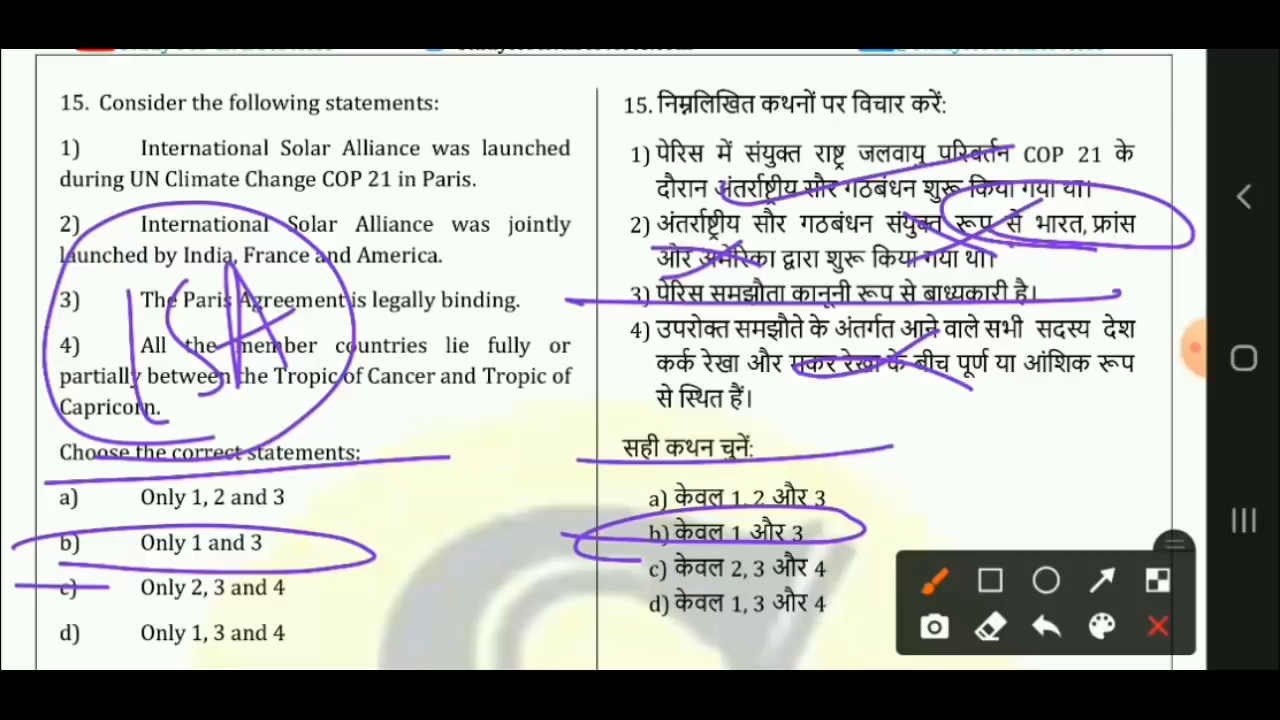 15. Consider the following statements:
1) International Solar Alliance was launched
during UN Climate Change COP 21 in Paris.
2) International Solar Alliance was jointly
launched by India, France and America.
3) The Paris Agreement is legally binding.
4) All the member countries lie fully or
partially between the Tropic of Cancer and Tropic of
Capricorn.
Choose the correct statements:
a) Only 1, 2 and 3
b) Only 1 and 3
c) Only 2, 3 and 4
d) Only 1, 3 and 4
ISA
15. निम्नलिखित कथनों पर विचार करें:
1) पेरिस में संयुक्त राष्ट्र जलवायु परिवर्तन COP 21 के
दौरान अंतर्राष्ट्रीय सौर गठबंधन शुरू किया गया था।
2) अंतर्राष्ट्रीय सौर गठबंधन संयुक्त रूप से भारत, फ्रांस
ओर अमेरिका द्वारा शुरू किया गया था।
3) पेरिस समझौता कानूनी रूप से बाध्यकारी है।
4) उपरोक्त समझौते के अंतर्गत आने वाले सभी सदस्य देश
कर्क रेखा और मकर रेखा के बीच पूर्ण या आंशिक रूप
से स्थित हैं।
सही कथन चुनें:
a) केवल 1, 2 और 3
b) केवल 1 और 3
c) केवल 2, 3 और 4
d) केवल 1, 3 और 4